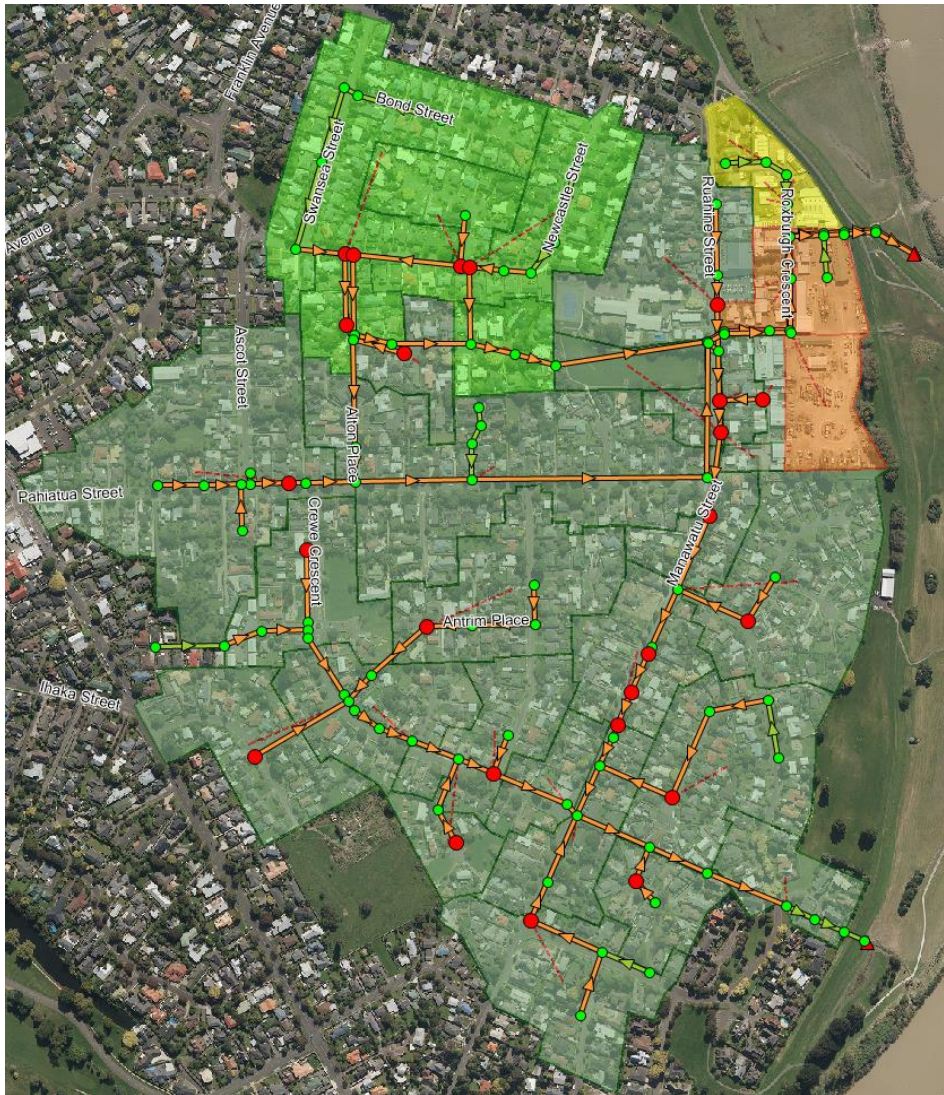 Franklin Avenue
Bond Street
Swansea Street
Newcastle Street
Ruahine Street
Roxburgh Crescent
Avenue
Ascot Street
Alton Place
Pahiatua Street
Crewe Crescent
Manawatu Street
Antrim Place
Ihaka Street